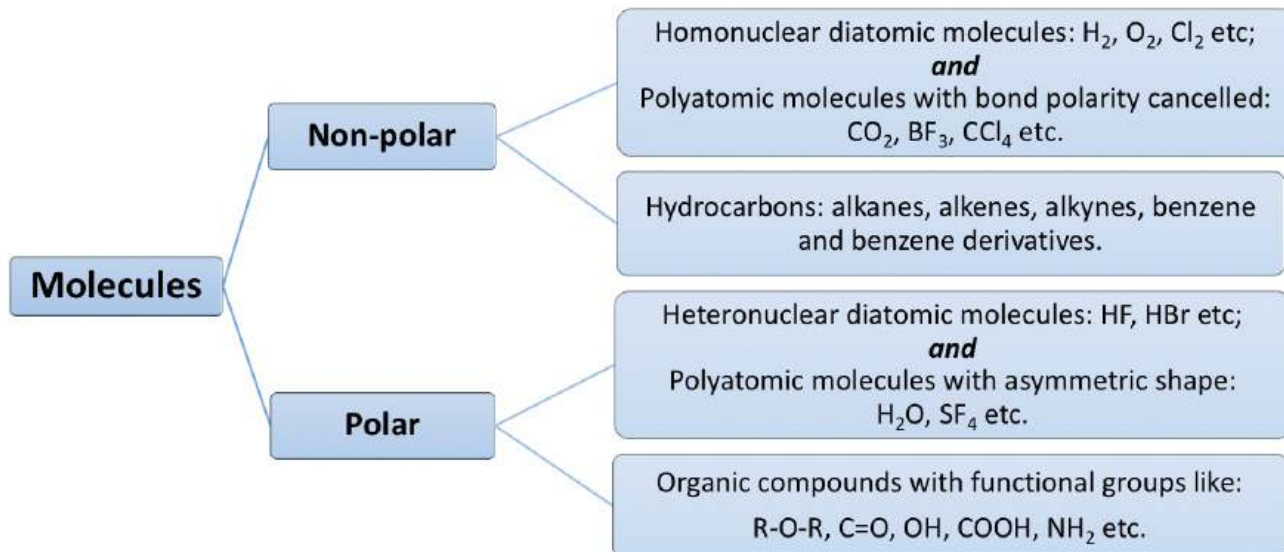 Molecules
Non-polar
Homonuclear diatomic molecules: H₂, O₂, Cl₂ etc;
and
Polyatomic molecules with bond polarity cancelled:
CO₂, BF₃, CCl₄ etc.
Hydrocarbons: alkanes, alkenes, alkynes, benzene
and benzene derivatives.
Polar
Heteronuclear diatomic molecules: HF, HBr etc;
and
Polyatomic molecules with asymmetric shape:
H₂O, SF₄ etc.
Organic compounds with functional groups like:
R-O-R, C=O, OH, COOH, NH₂ etc.